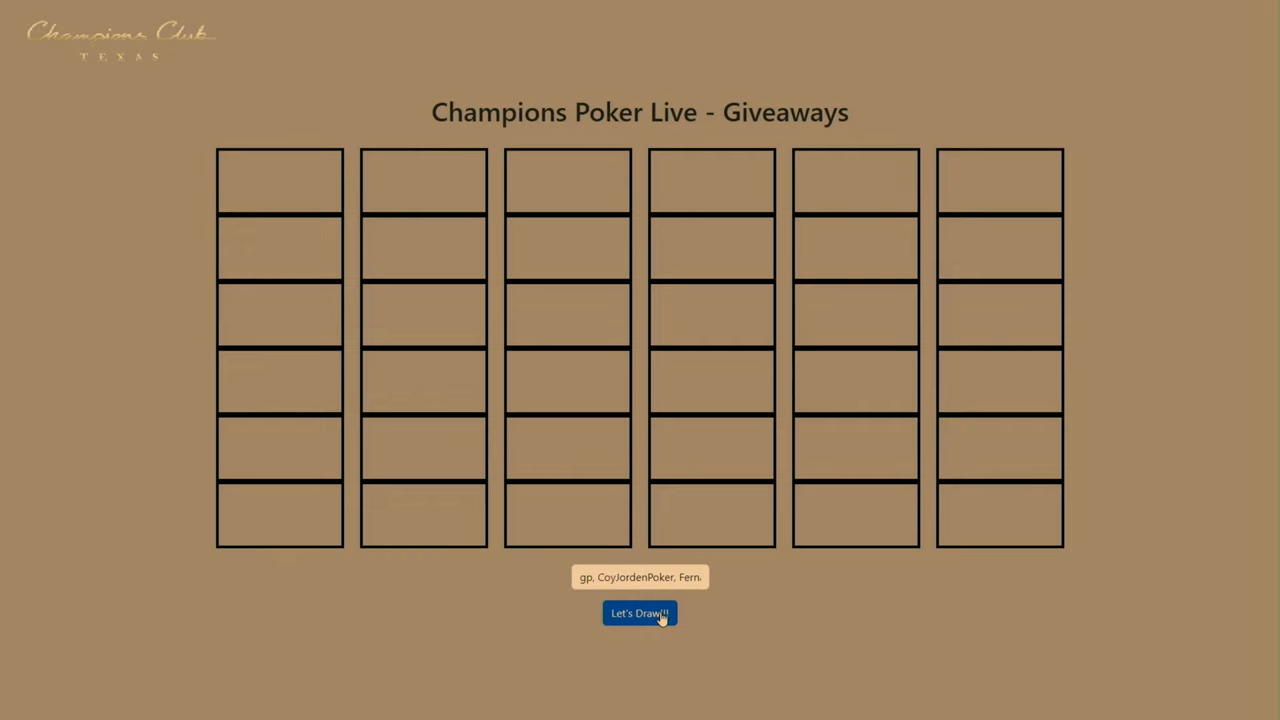 Champions Club
TEXAS
Champions Poker Live - Giveaways
gp, CoyJordenPoker, Fern
Let's Draw!!!